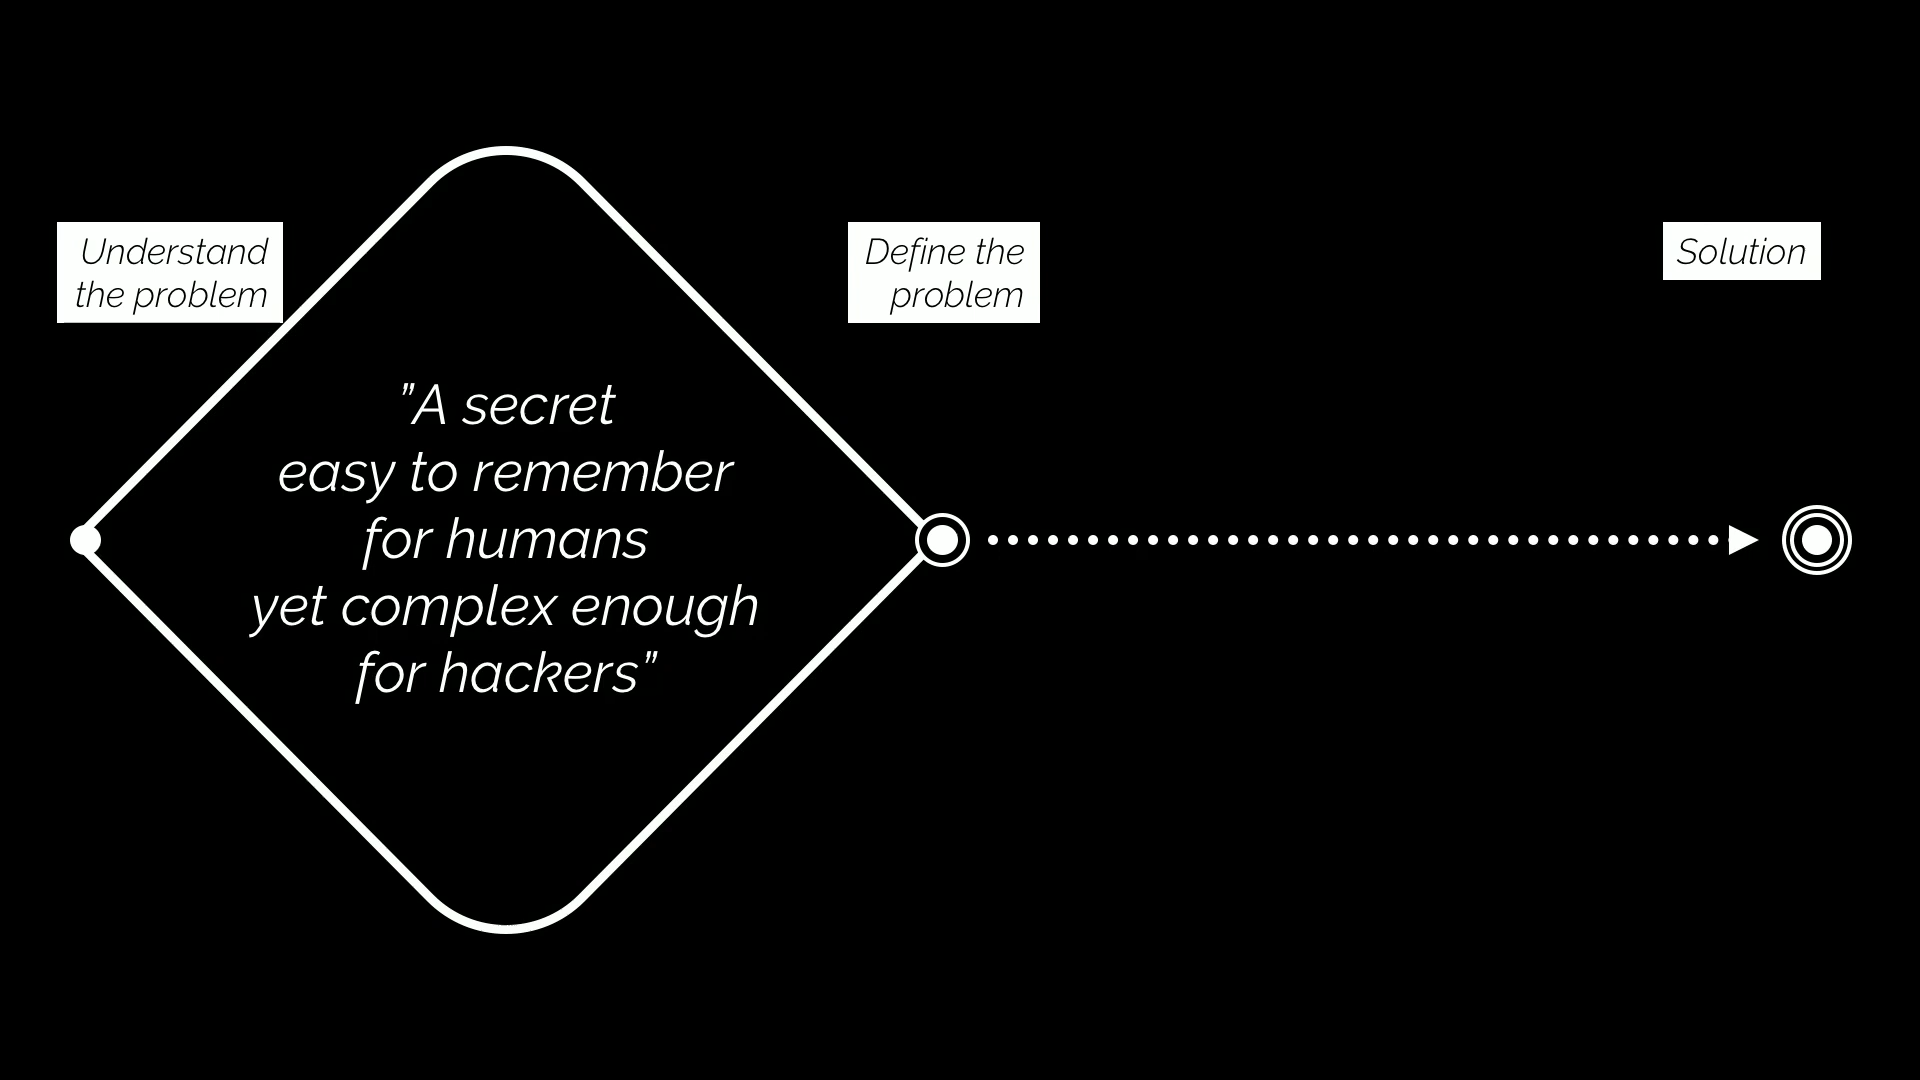 Understand
the problem
Define the
problem
Solution
”A secret
easy to remember
for humans
yet complex enough
for hackers”